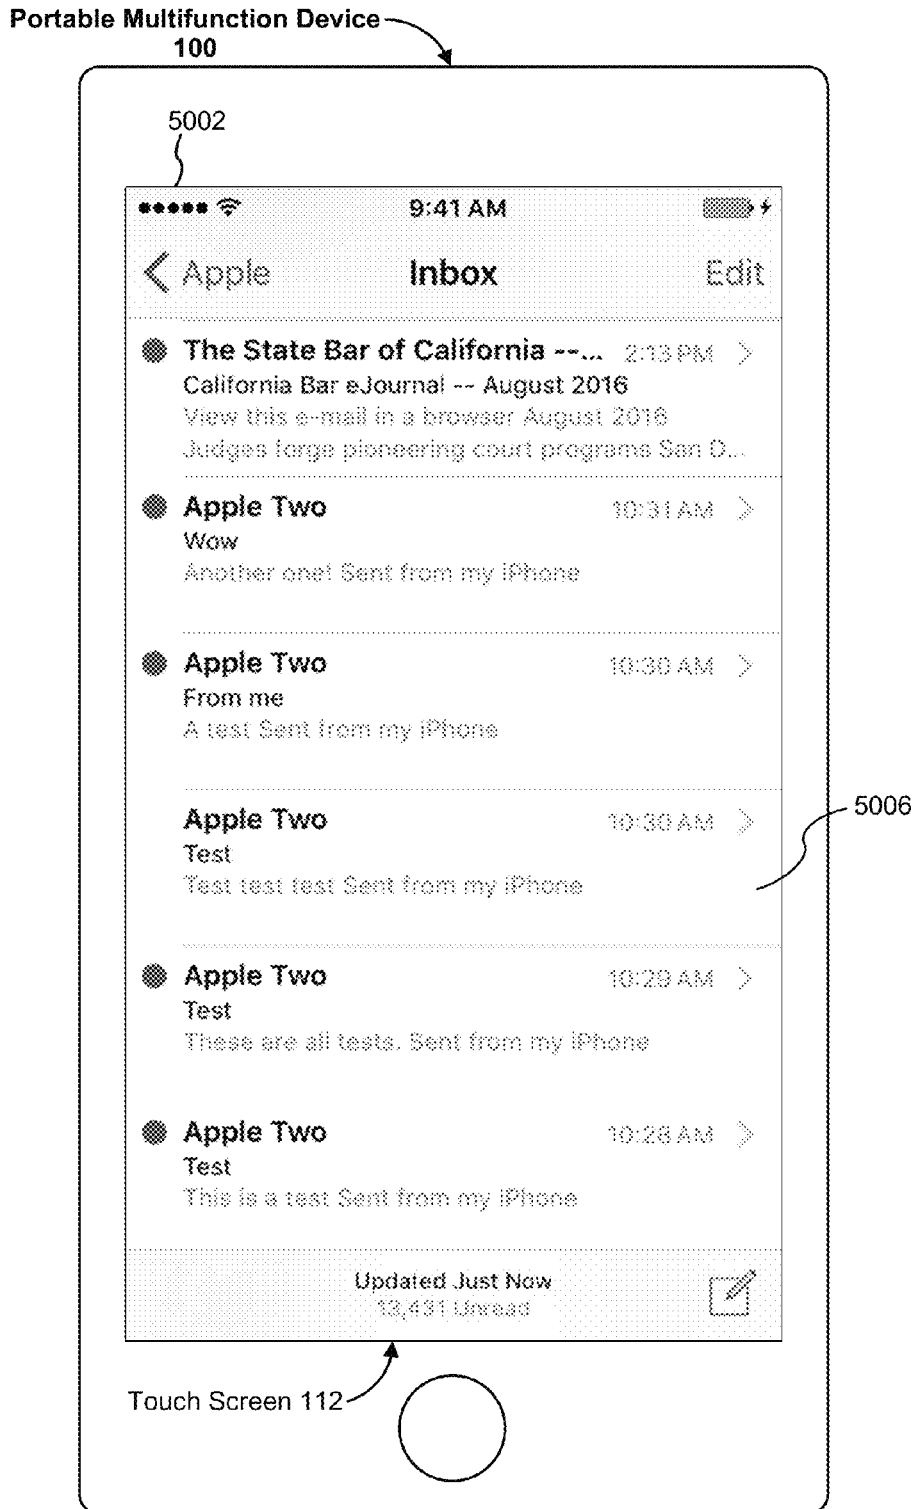 Portable Multifunction Device
100
5002
9:41 AM
Apple
Inbox
Edit
The State Bar of California --... 2:13 PM
California Bar eJournal -- August 2016
View this e-mail in a browser August 2016
Judges forge pioneering court programs San D...
Apple Two 10:31 AM
Wow
Another one! Sent from my iPhone
Apple Two 10:30 AM
From me
A test Sent from my iPhone
Apple Two 10:30 AM
5006
Test
Test test test Sent from my iPhone
Apple Two 10:29 AM
Test
These are all tests. Sent from my iPhone
Apple Two 10:28 AM
Test
This is a test Sent from my iPhone
Updated Just Now
13,431 Unread
Touch Screen 112